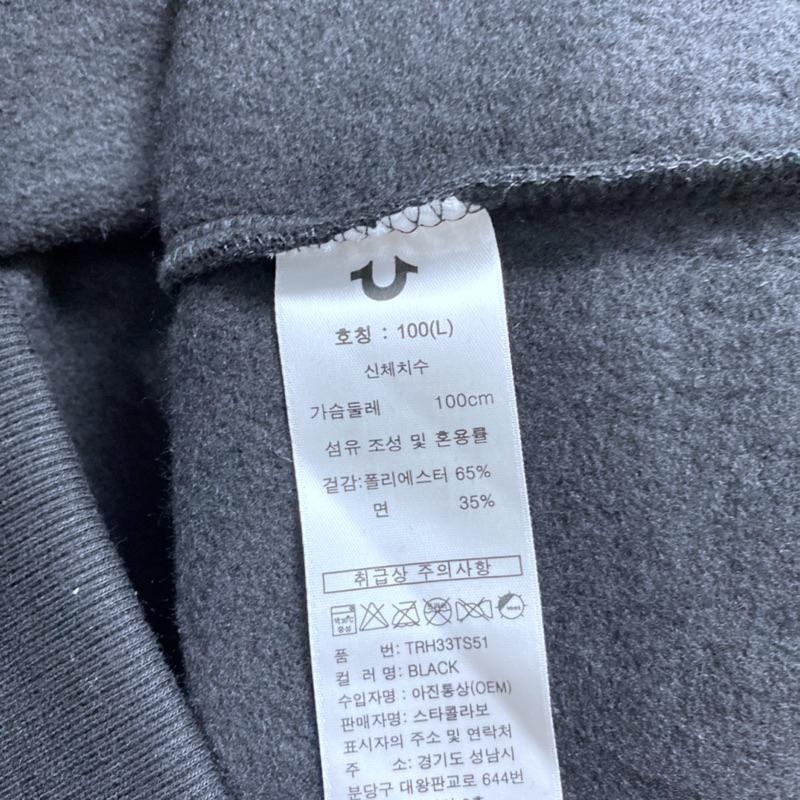 호칭 : 100(L)
신체치수
가슴둘레 100cm
섬유 조성 및 혼용률
겉감:폴리에스터 65%
면 35%
취급상 주의사항
품 번: TRH33TS51
컬 러 명: BLACK
수입자명 : 아진통상(OEM)
판매자명 : 스타콜라보
표시자의 주소 및 연락처
주 소: 경기도 성남시
분당구 대왕판교로 644번